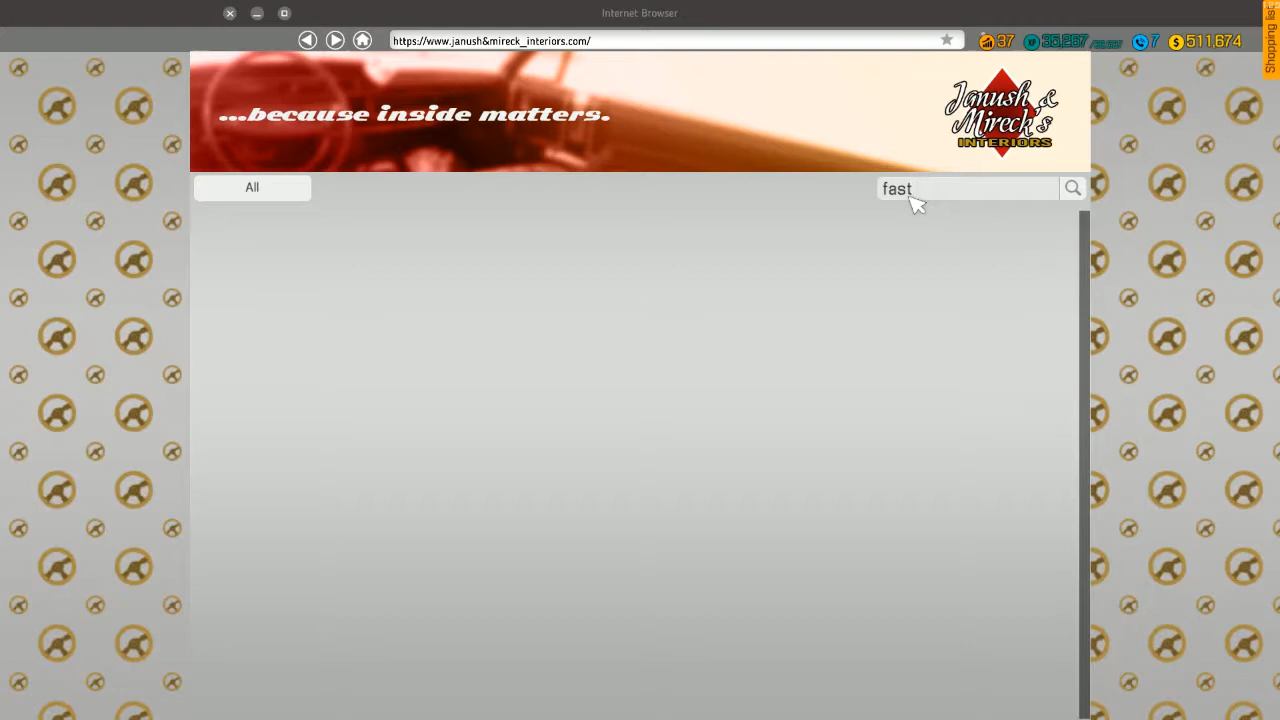 Internet Browser
https://www.janush&mireck_interiors.com/
37
7
511,674
Shopping list
...because inside matters.
Janush &
Mireck's
INTERIORS
All
fast